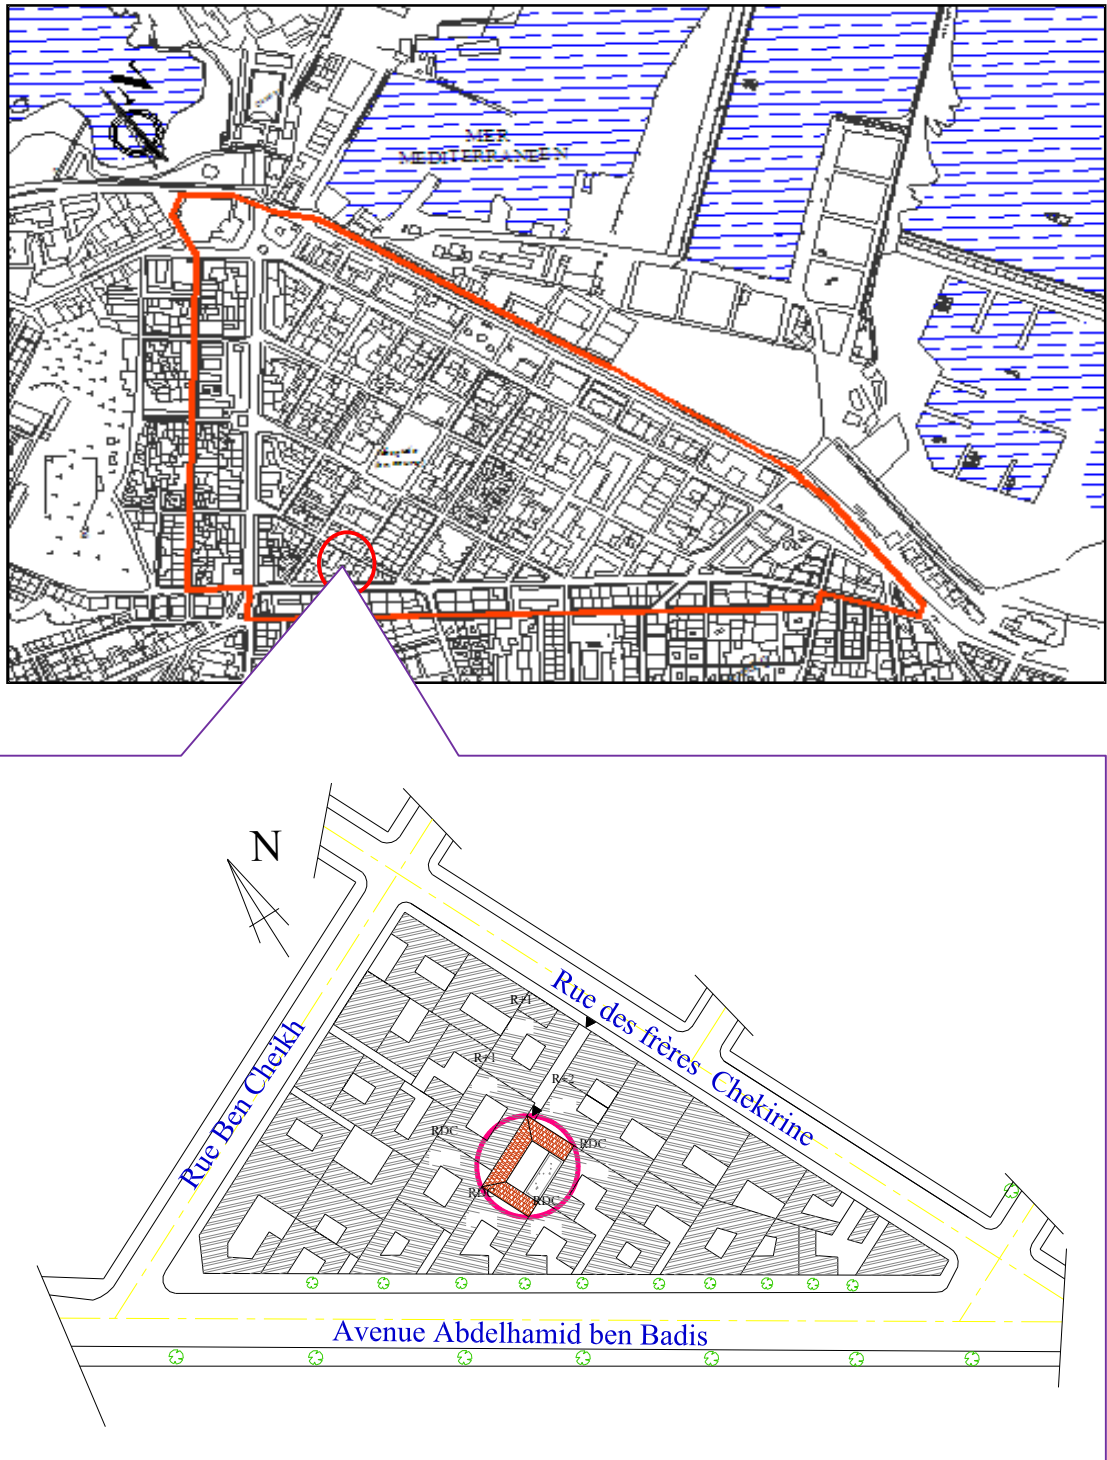 MER
MEDITERRANEEN
N
R+1
Rue des frères Chekirine
R+1
R+2
Rue Ben Cheikh
RDC
RDC
RDC
RDC
Avenue Abdelhamid ben Badis